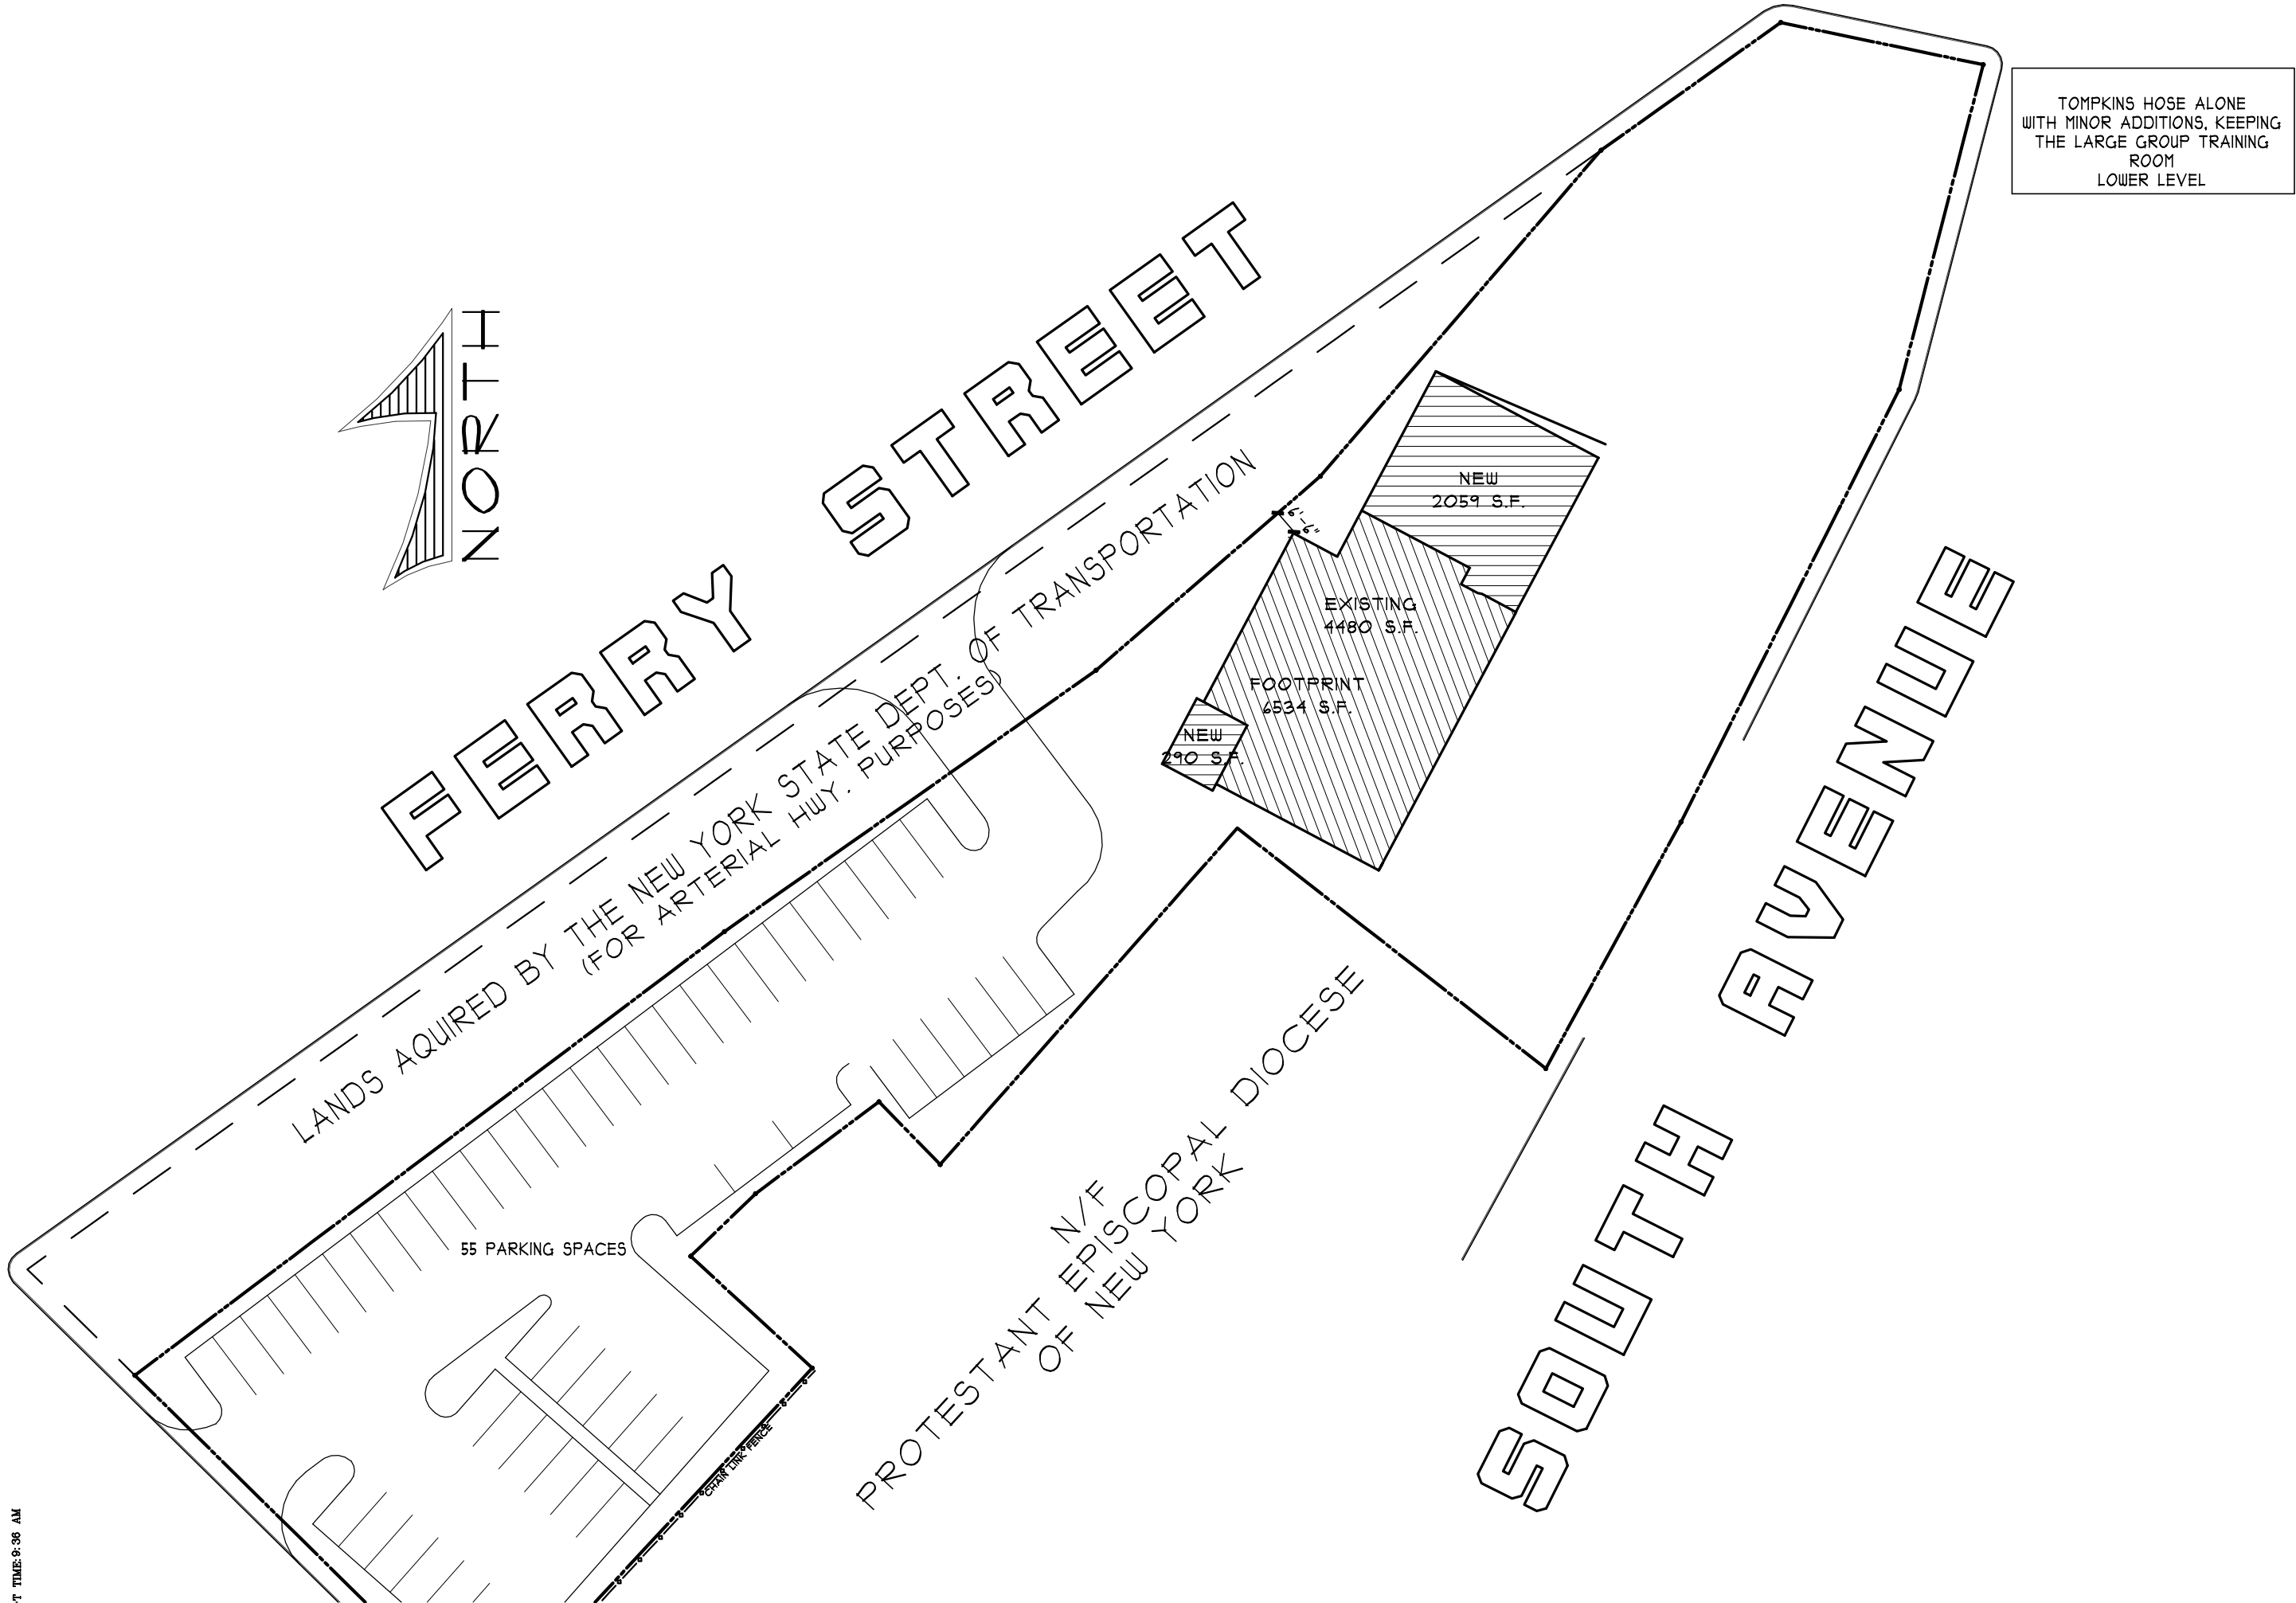 TOMPKINS HOSE ALONE
WITH MINOR ADDITIONS, KEEPING
THE LARGE GROUP TRAINING
ROOM
LOWER LEVEL
NORTH
FERRY STREET
LANDS AQUIRED BY THE NEW YORK STATE DEPT. OF TRANSPORTATION
(FOR ARTERIAL HWY. PURPOSES)
6'-6"
NEW
2059 S.F.
EXISTING
4480 S.F.
FOOTPRINT
6534 S.F.
NEW
290 S.F.
SOUTH AVENUE
55 PARKING SPACES
N/F
PROTESTANT EPISCOPAL DIOCESE
OF NEW YORK
CHAIN LINK FENCE
TIME:9:36 AM